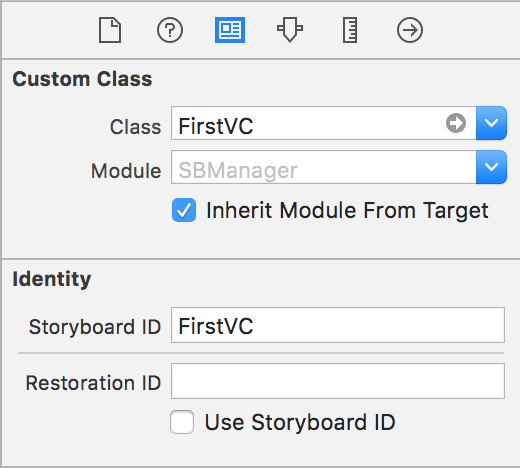 Custom Class
Class FirstVC
Module SBManager
Inherit Module From Target
Identity
Storyboard ID FirstVC
Restoration ID
Use Storyboard ID